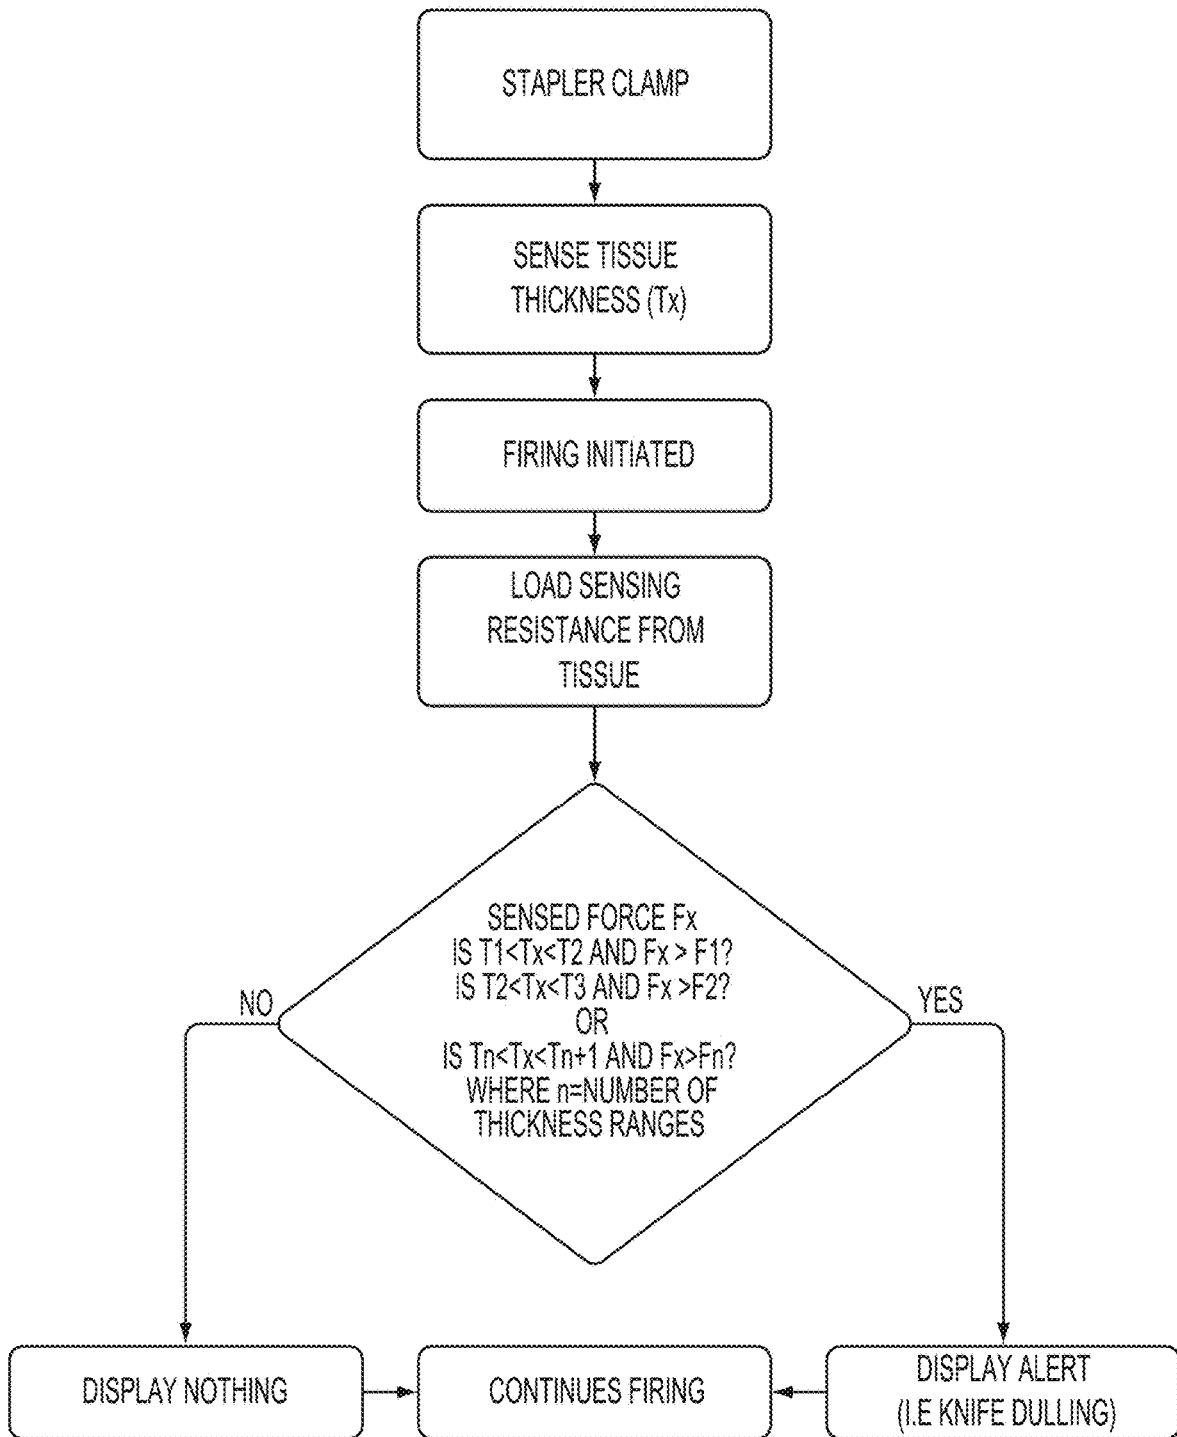 STAPLER CLAMP
SENSE TISSUE
THICKNESS (Tx)
FIRING INITIATED
LOAD SENSING
RESISTANCE FROM
TISSUE
SENSED FORCE Fx
IS T1<Tx<T2 AND Fx > F1?
IS T2<Tx<T3 AND Fx >F2?
OR
IS Tn<Tx<Tn+1 AND Fx>Fn?
WHERE n=NUMBER OF
THICKNESS RANGES
NO
YES
DISPLAY NOTHING
CONTINUES FIRING
DISPLAY ALERT
(I.E KNIFE DULLING)